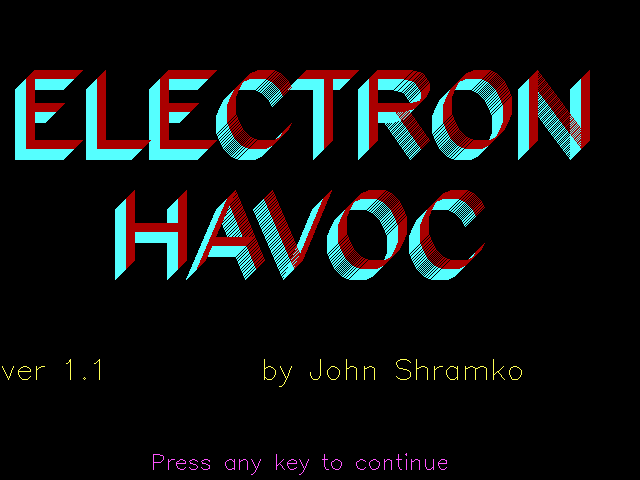 ELECTRON
HAVOC
ver 1.1 by John Shramko
Press any key to continue